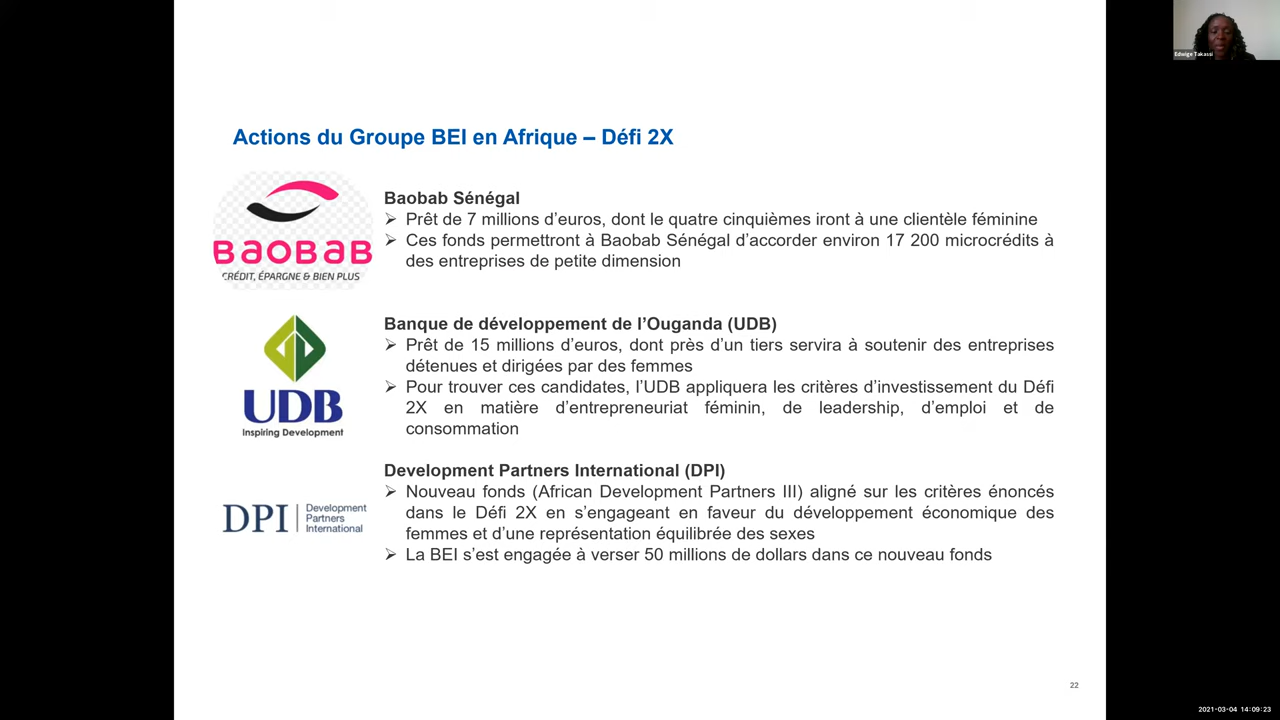 Edwige Takassi
Actions du Groupe BEI en Afrique – Défi 2X
BAOBAB
CRÉDIT, ÉPARGNE & BIEN PLUS
Baobab Sénégal
➢ Prêt de 7 millions d’euros, dont le quatre cinquièmes iront à une clientèle féminine
➢ Ces fonds permettront à Baobab Sénégal d’accorder environ 17 200 microcrédits à
des entreprises de petite dimension
UDB
Inspiring Development
Banque de développement de l’Ouganda (UDB)
➢ Prêt de 15 millions d’euros, dont près d’un tiers servira à soutenir des entreprises
détenues et dirigées par des femmes
➢ Pour trouver ces candidates, l’UDB appliquera les critères d’investissement du Défi
2X en matière d’entrepreneuriat féminin, de leadership, d’emploi et de
consommation
DPI
Development
Partners
International
Development Partners International (DPI)
➢ Nouveau fonds (African Development Partners III) aligné sur les critères énoncés
dans le Défi 2X en s’engageant en faveur du développement économique des
femmes et d’une représentation équilibrée des sexes
➢ La BEI s’est engagée à verser 50 millions de dollars dans ce nouveau fonds
22
2021-03-04 14:09:23